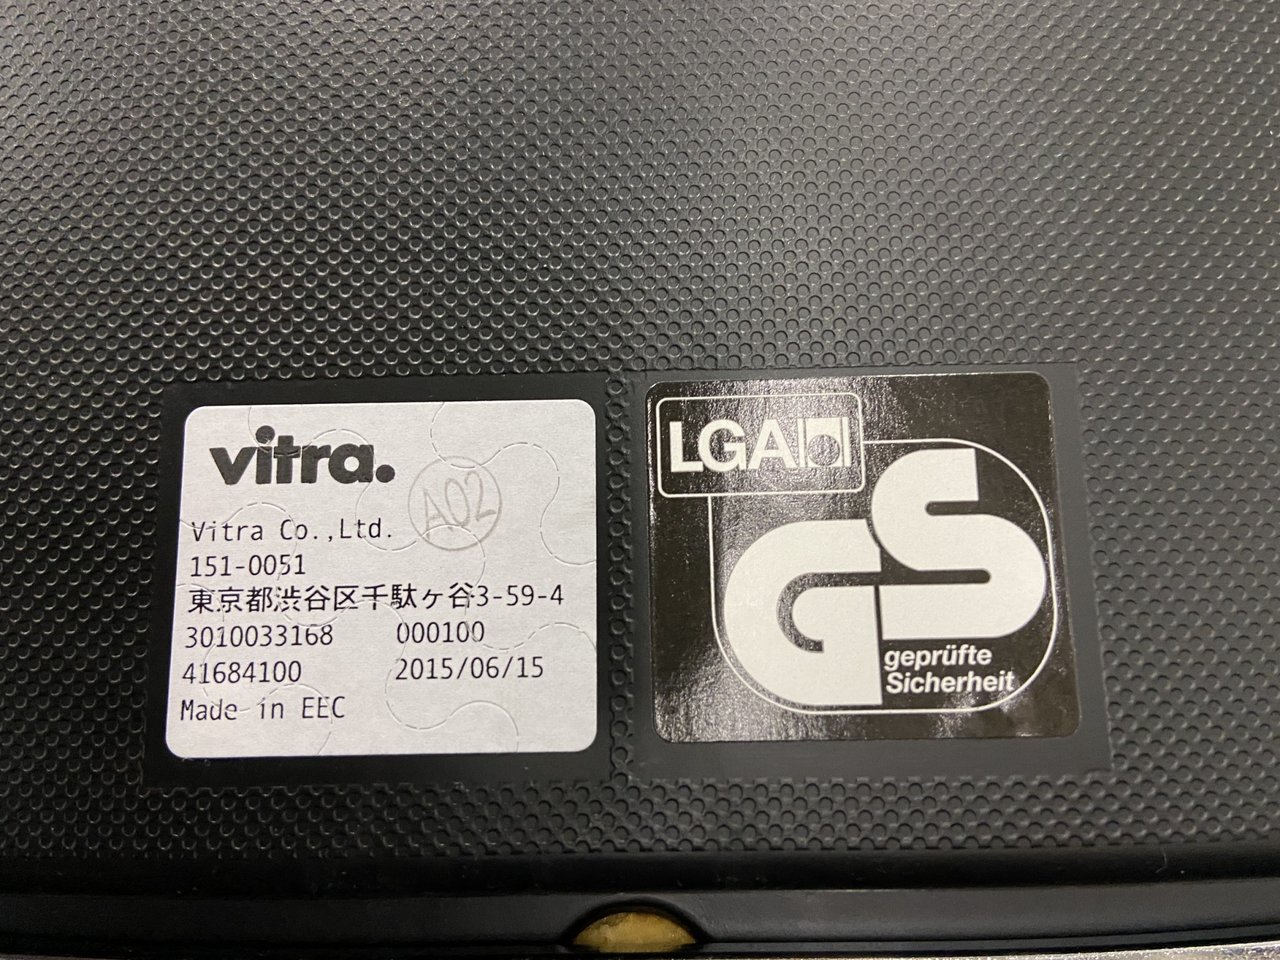 vitra.
A02
Vitra Co.,Ltd.
151-0051
東京都渋谷区千駄ヶ谷3-59-4
3010033168 000100
41684100 2015/06/15
Made in EEC
LGA
GS
geprüfte
Sicherheit